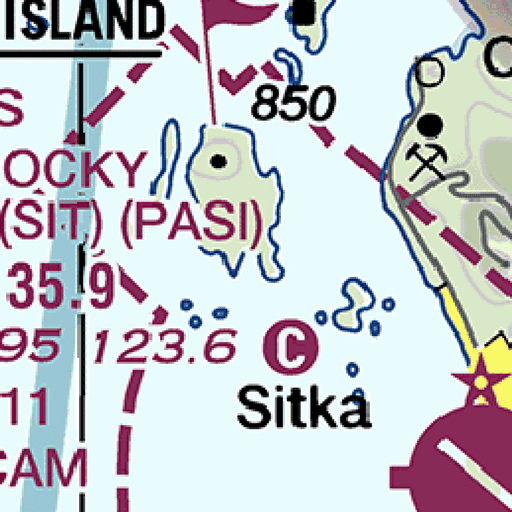 ISLAND
S
850
OCKY
(SIT) (PASI)
35.9
95 123.6 C
11 Sitka
CAM